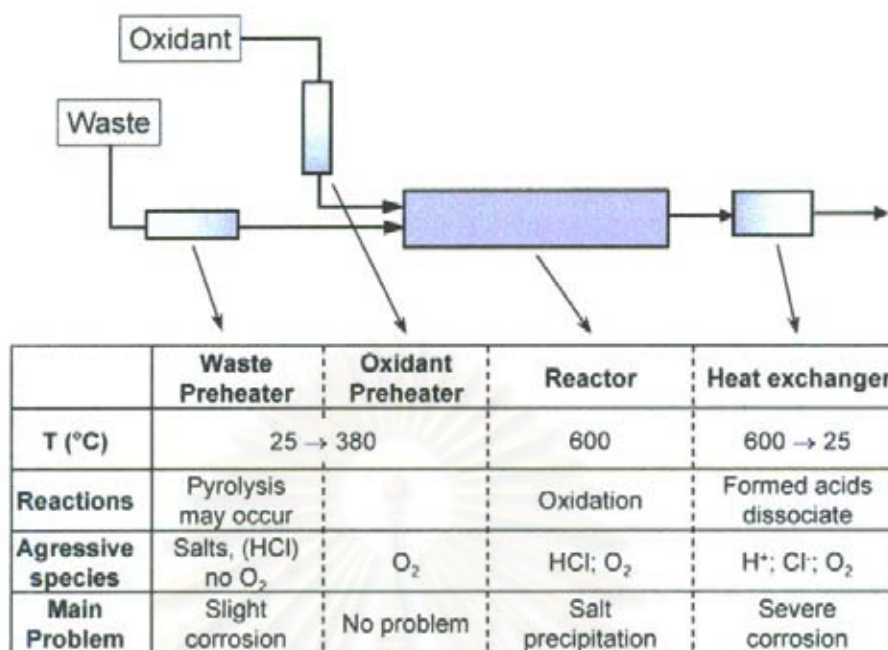 Oxidant
Waste
Waste Preheater
Oxidant Preheater
Reactor
Heat exchanger
T (°C)
25 → 380
600
600 → 25
Reactions
Pyrolysis may occur
Oxidation
Formed acids dissociate
Agressive species
Salts, (HCl) no O₂
O₂
HCl; O₂
H⁺; Cl⁻; O₂
Main Problem
Slight corrosion
No problem
Salt precipitation
Severe corrosion